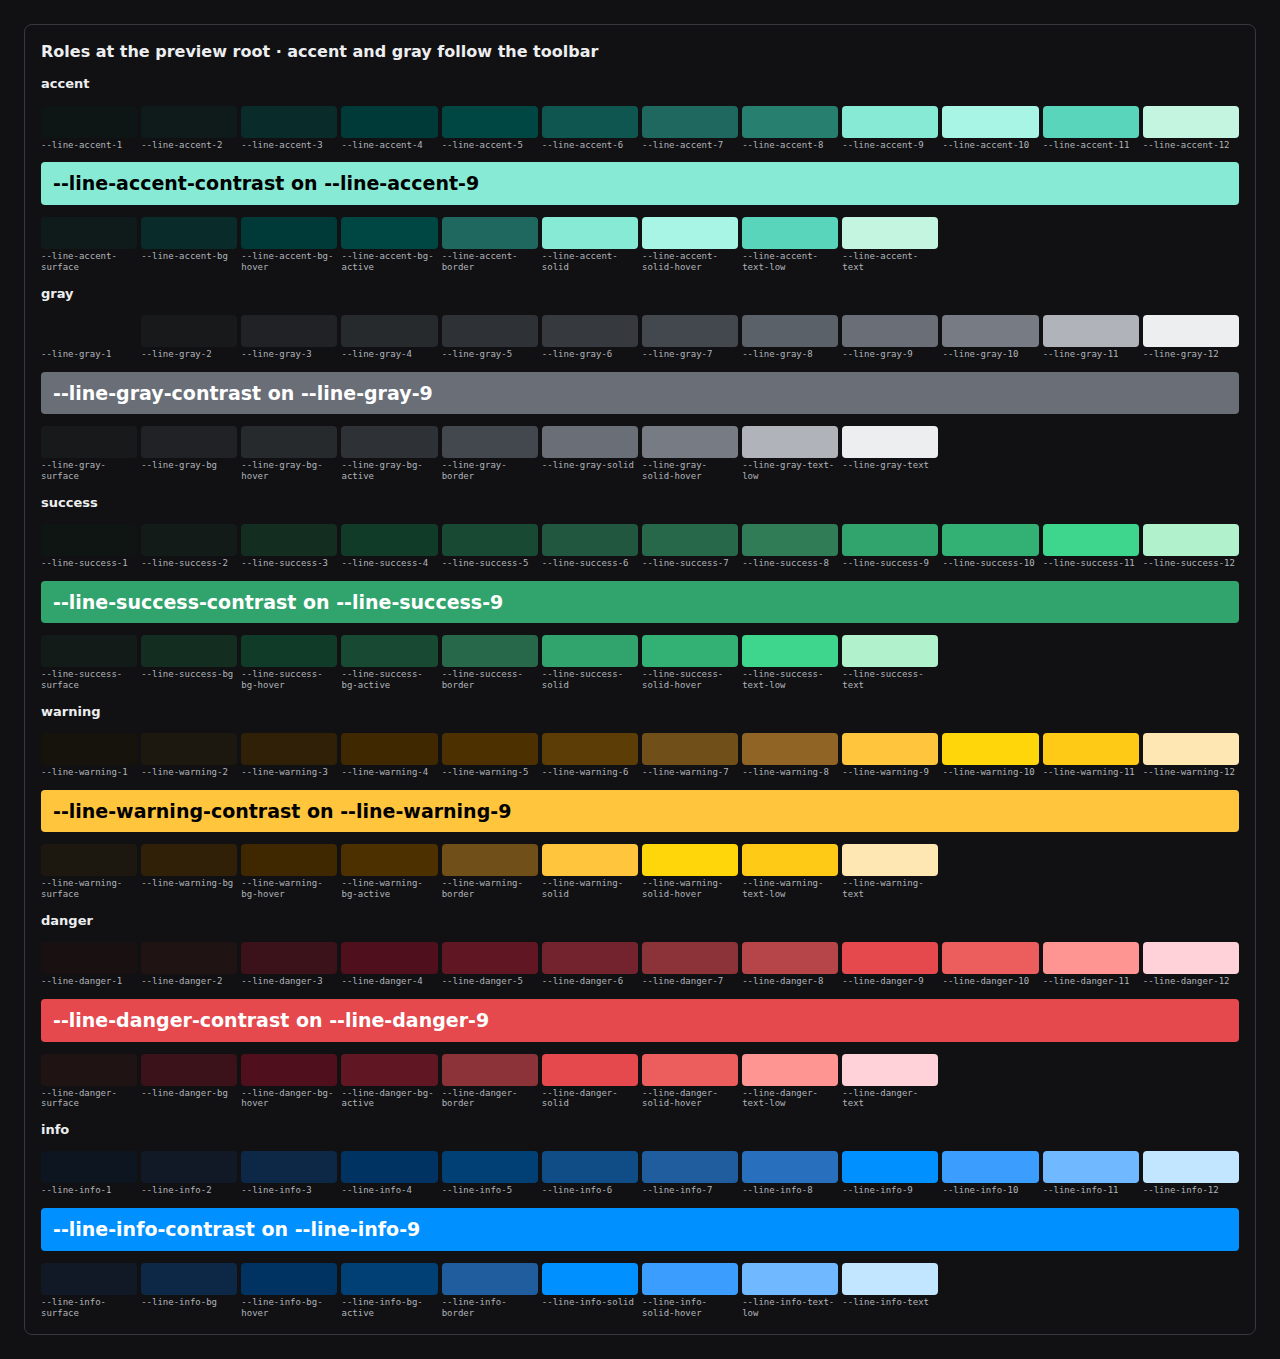 Roles at the preview root · accent and gray follow the toolbar
accent
--line-accent-1 --line-accent-2 --line-accent-3 --line-accent-4 --line-accent-5 --line-accent-6 --line-accent-7 --line-accent-8 --line-accent-9 --line-accent-10 --line-accent-11 --line-accent-12
--line-accent-contrast on --line-accent-9
--line-accent- --line-accent-bg --line-accent-bg- --line-accent-bg- --line-accent- --line-accent- --line-accent- --line-accent- --line-accent-
surface hover active border solid solid-hover text-low text
gray
--line-gray-1 --line-gray-2 --line-gray-3 --line-gray-4 --line-gray-5 --line-gray-6 --line-gray-7 --line-gray-8 --line-gray-9 --line-gray-10 --line-gray-11 --line-gray-12
--line-gray-contrast on --line-gray-9
--line-gray- --line-gray-bg --line-gray-bg- --line-gray-bg- --line-gray- --line-gray-solid --line-gray- --line-gray-text- --line-gray-text
surface hover active border solid-hover low
success
--line-success-1 --line-success-2 --line-success-3 --line-success-4 --line-success-5 --line-success-6 --line-success-7 --line-success-8 --line-success-9 --line-success-10 --line-success-11 --line-success-12
--line-success-contrast on --line-success-9
--line-success- --line-success-bg --line-success- --line-success- --line-success- --line-success- --line-success- --line-success- --line-success-
surface bg-hover bg-active border solid solid-hover text-low text
warning
--line-warning-1 --line-warning-2 --line-warning-3 --line-warning-4 --line-warning-5 --line-warning-6 --line-warning-7 --line-warning-8 --line-warning-9 --line-warning-10 --line-warning-11 --line-warning-12
--line-warning-contrast on --line-warning-9
--line-warning- --line-warning-bg --line-warning- --line-warning- --line-warning- --line-warning- --line-warning- --line-warning- --line-warning-
surface bg-hover bg-active border solid solid-hover text-low text
danger
--line-danger-1 --line-danger-2 --line-danger-3 --line-danger-4 --line-danger-5 --line-danger-6 --line-danger-7 --line-danger-8 --line-danger-9 --line-danger-10 --line-danger-11 --line-danger-12
--line-danger-contrast on --line-danger-9
--line-danger- --line-danger-bg --line-danger-bg- --line-danger-bg- --line-danger- --line-danger- --line-danger- --line-danger- --line-danger-
surface hover active border solid solid-hover text-low text
info
--line-info-1 --line-info-2 --line-info-3 --line-info-4 --line-info-5 --line-info-6 --line-info-7 --line-info-8 --line-info-9 --line-info-10 --line-info-11 --line-info-12
--line-info-contrast on --line-info-9
--line-info- --line-info-bg --line-info-bg- --line-info-bg- --line-info- --line-info-solid --line-info- --line-info-text- --line-info-text
surface hover active border solid-hover low